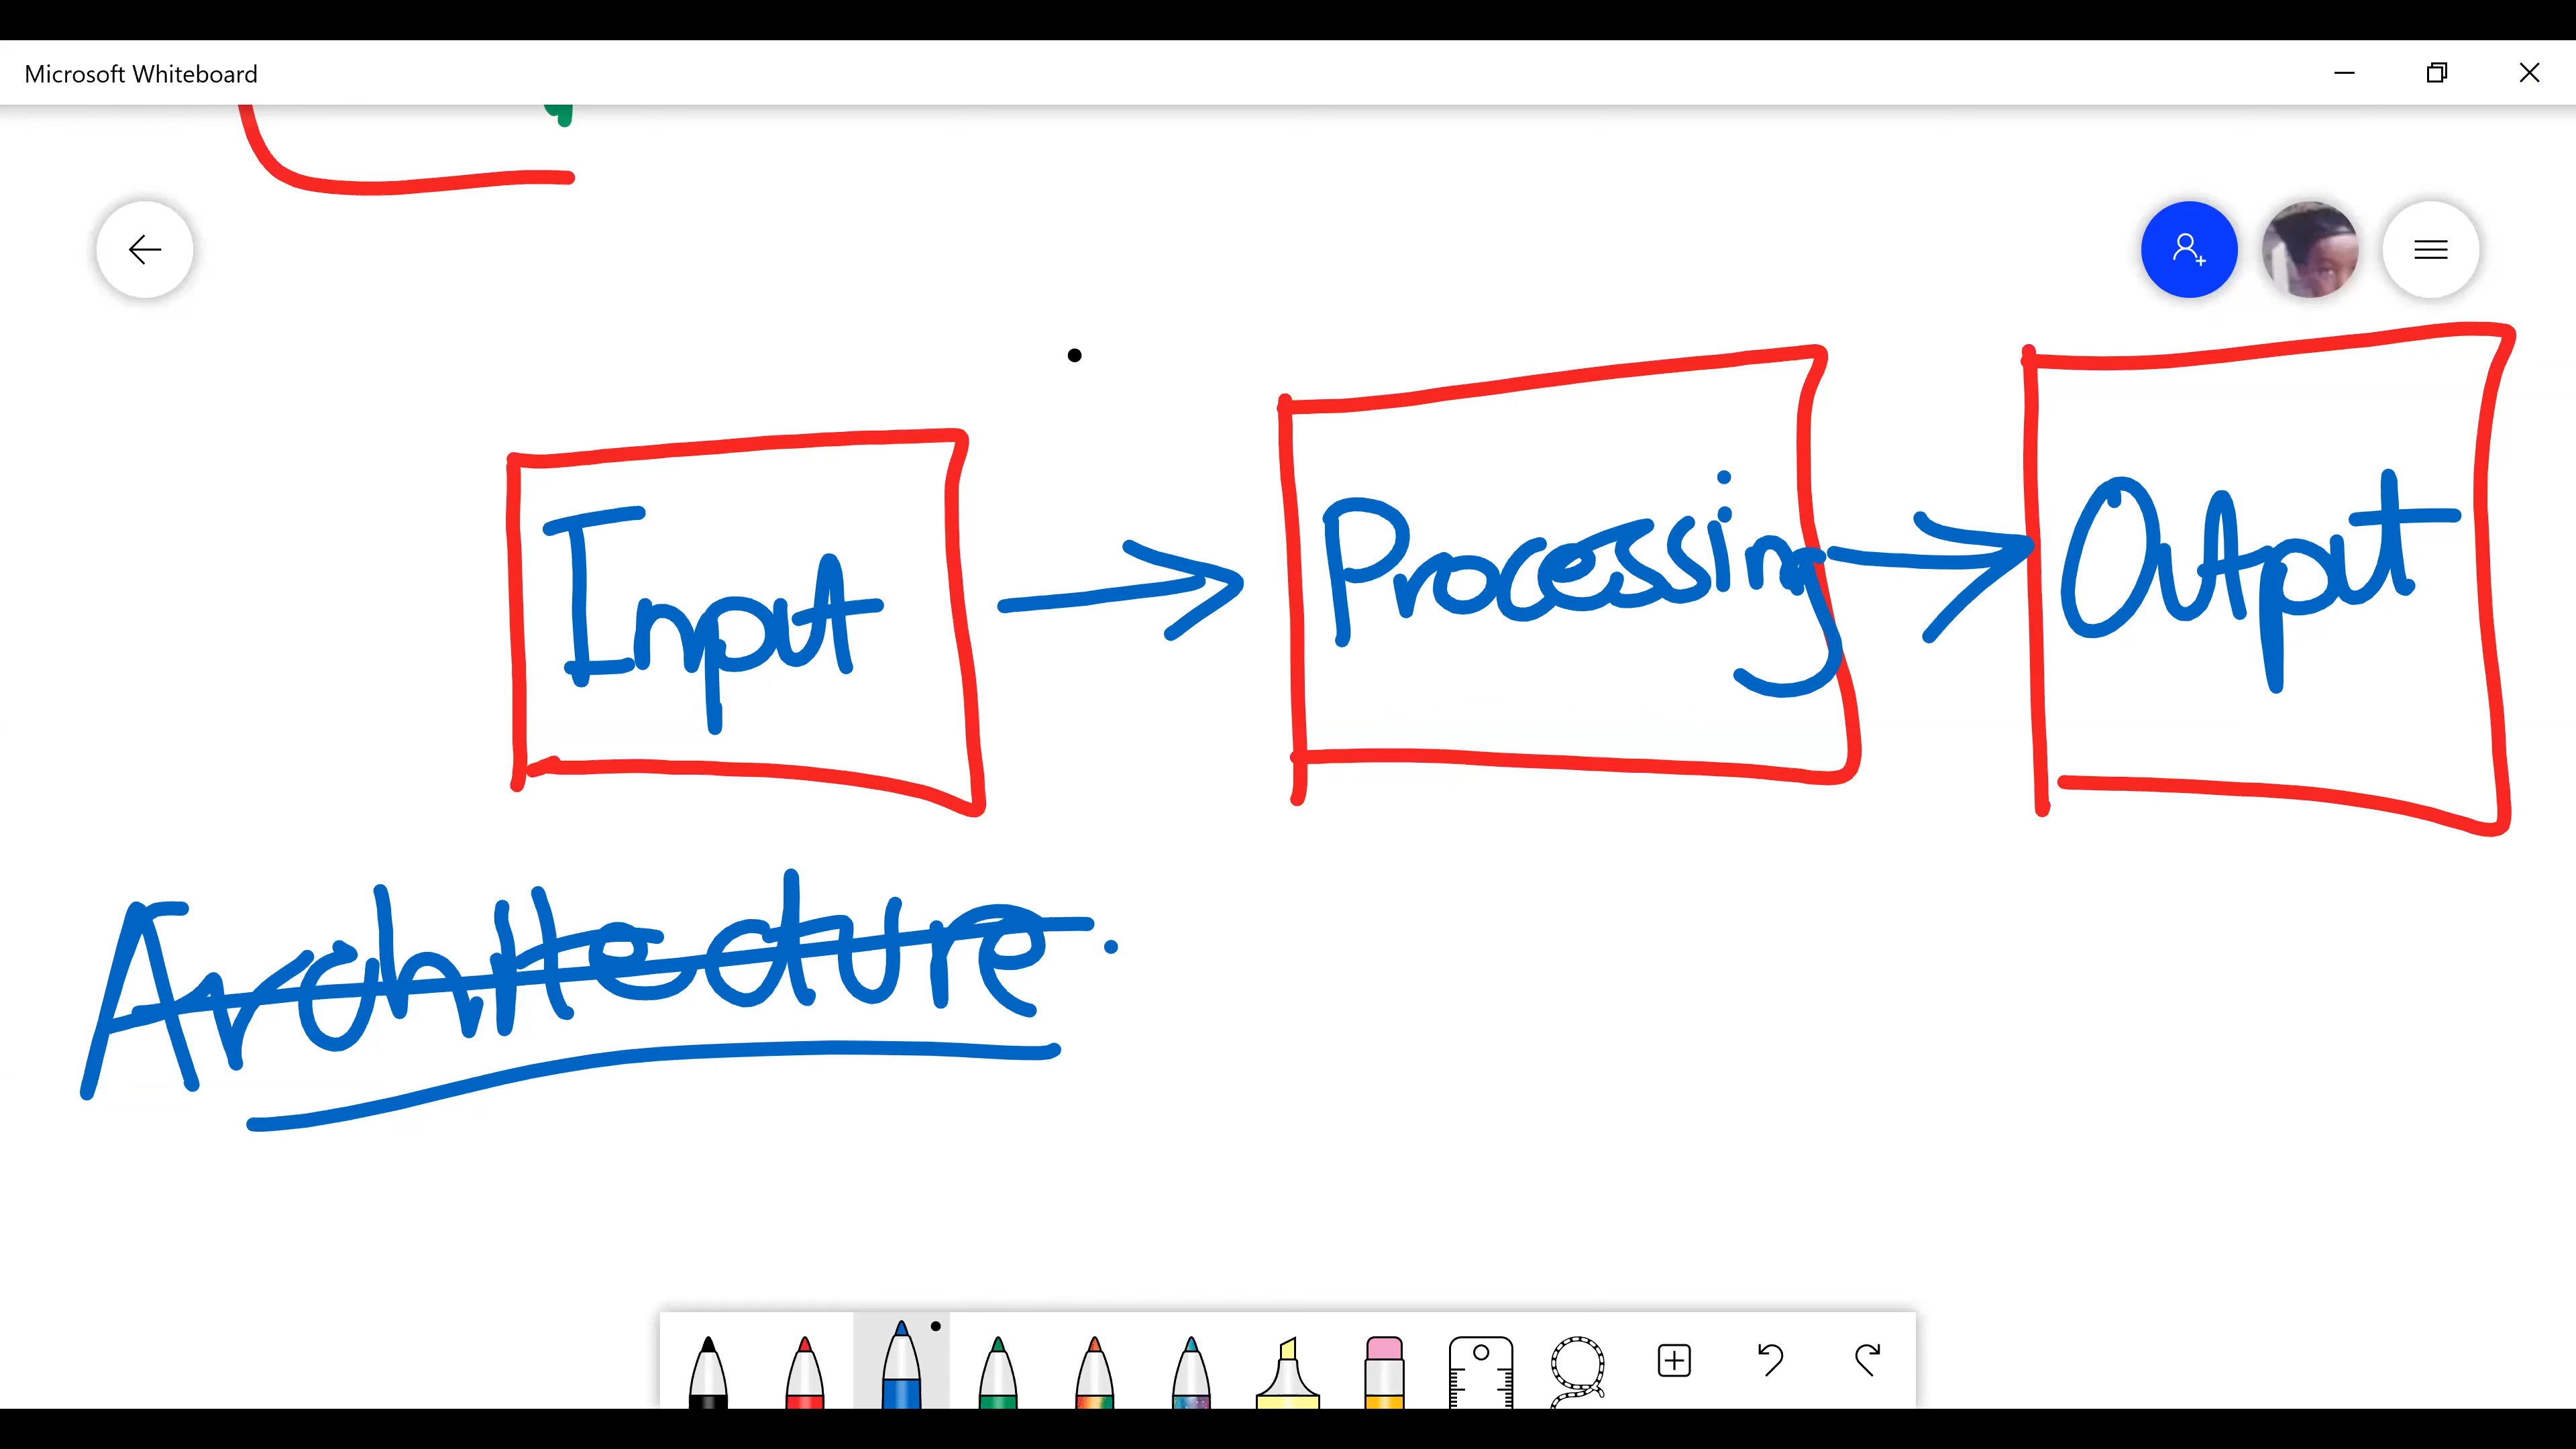 Microsoft Whiteboard
Input → Processing → Output
Architecture.